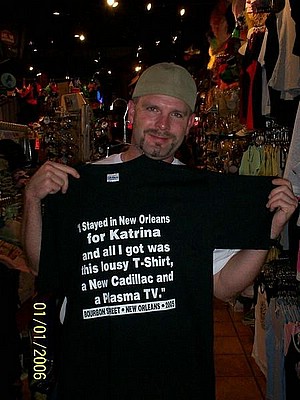 "I Stayed in New Orleans
for Katrina
and all I got was
this lousy T-Shirt,
a New Cadillac and
a Plasma TV."
BOURBON STREET • NEW ORLEANS • 2005
01/01/2006